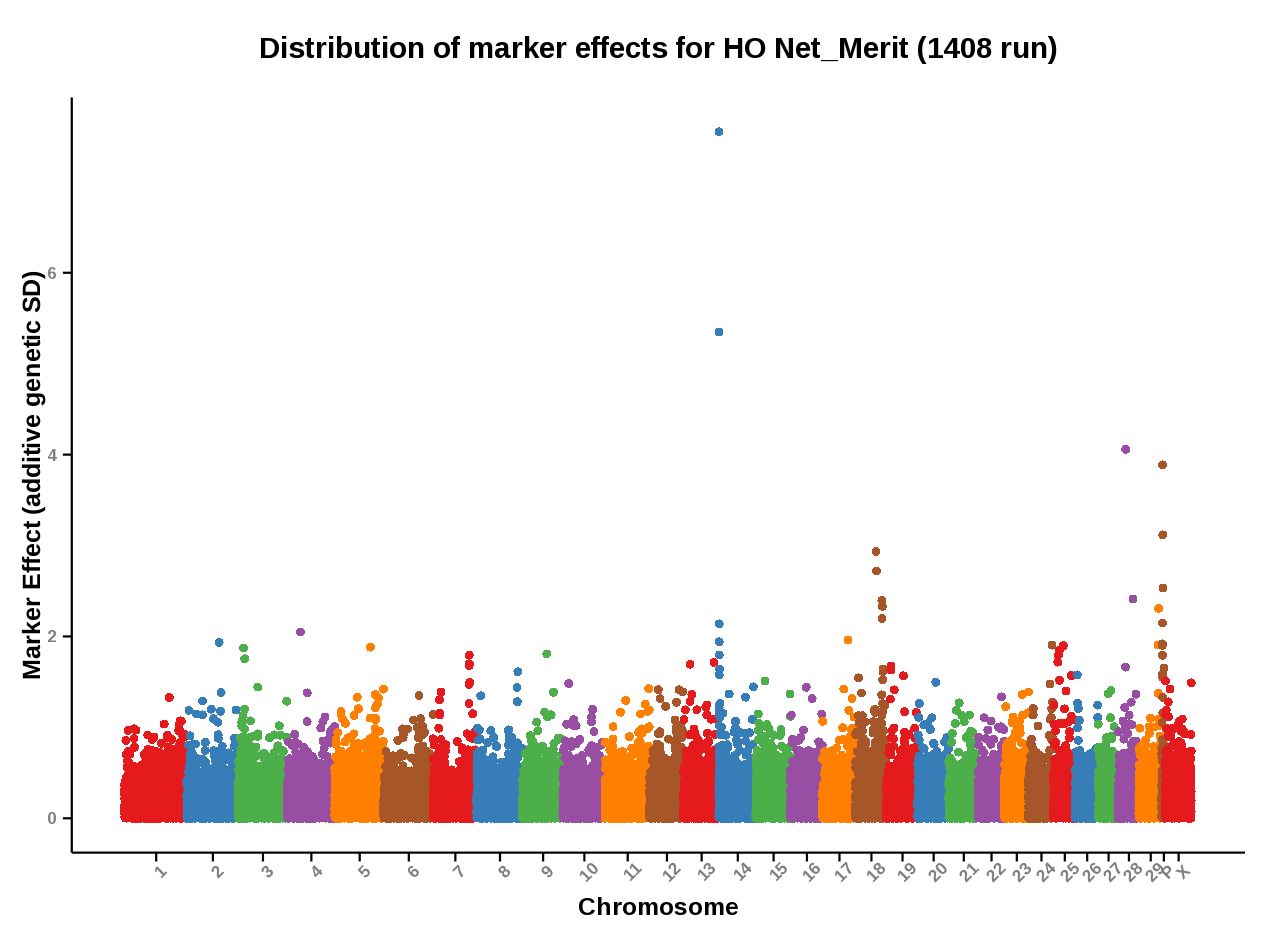 Distribution of marker effects for HO Net_Merit (1408 run)
Marker Effect (additive genetic SD)
6
4
2
0
1 2 3 4 5 6 7 8 9 10 11 12 13 14 15 16 17 18 19 20 21 22 23 24 25 26 27 28 29 P X
Chromosome